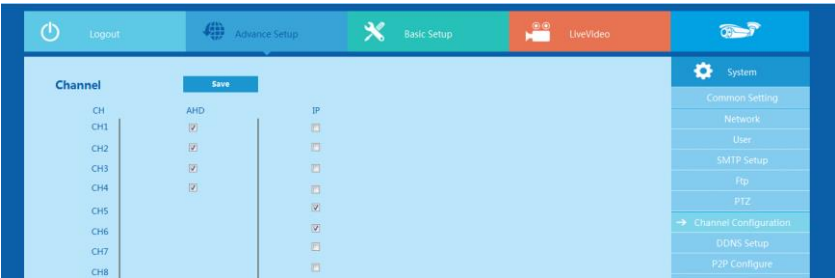 Logout Advance Setup Basic Setup LiveVideo
System
Channel Save
Common Setting
Network
User
SMTP Setup
Ftp
PTZ
→ Channel Configuration
DDNS Setup
P2P Configure
CH AHD IP
CH1
CH2
CH3
CH4
CH5
CH6
CH7
CH8